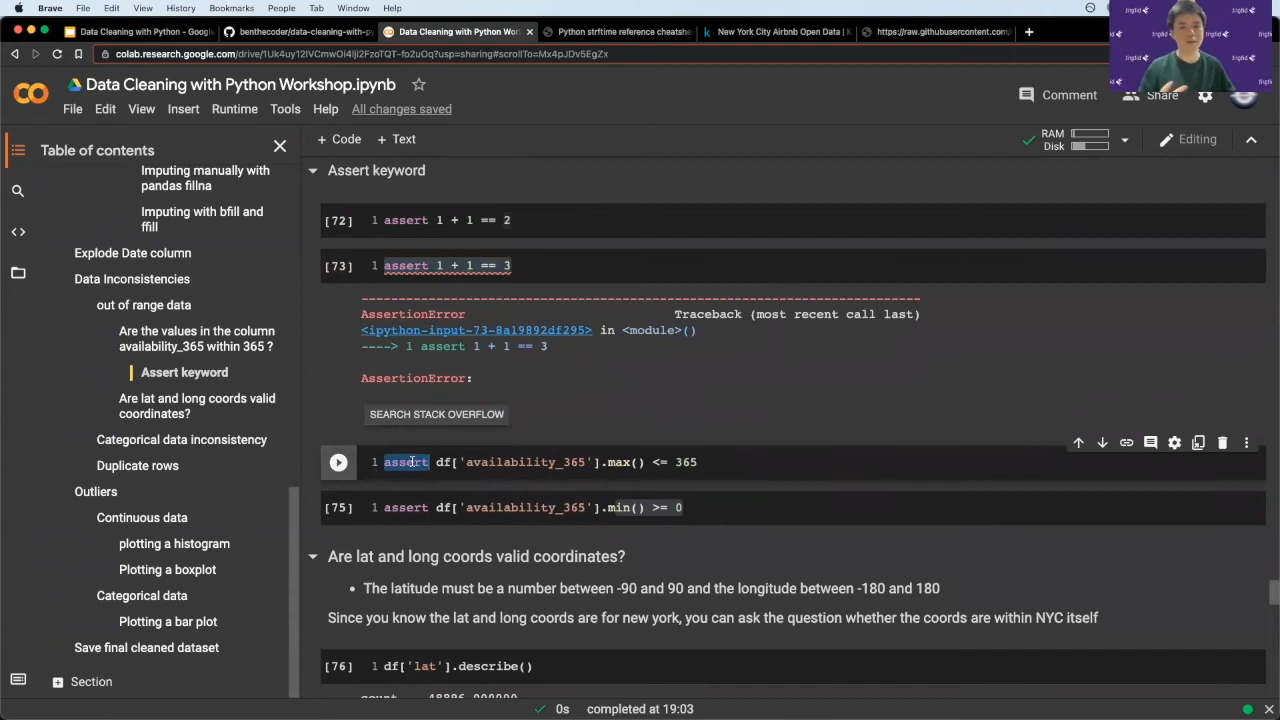 Brave File Edit View History Bookmarks People Tab Window Help
Data Cleaning with Python - Google
benthecoder/data-cleaning-with-py
Data Cleaning with Python Wor
Python strftime reference cheatshe
New York City Airbnb Open Data | K
https://raw.githubusercontent.com/
colab.research.google.com/drive/1Uk4uy12IVCmwOi4lji2FzoTQT-fo2uOq?usp=sharing#scrollTo=Mx4pJDv5EgPz
Data Cleaning with Python Workshop.ipynb
Comment
Share
File Edit View Insert Runtime Tools Help All changes saved
Table of contents
+ Code + Text
RAM
Disk
Editing
Imputing manually with
pandas fillna
Imputing with bfill and
ffill
Explode Date column
Data Inconsistencies
out of range data
Are the values in the column
availability_365 within 365 ?
Assert keyword
Are lat and long coords valid
coordinates?
Categorical data inconsistency
Duplicate rows
Outliers
Continuous data
plotting a histogram
Plotting a boxplot
Categorical data
Plotting a bar plot
Save final cleaned dataset
Section
Assert keyword
[72] 1 assert 1 + 1 == 2
[73] 1 assert 1 + 1 == 3
AssertionError Traceback (most recent call last)
<ipython-input-73-8a19892df295> in <module>()
----> 1 assert 1 + 1 == 3
AssertionError:
SEARCH STACK OVERFLOW
1 assert df['availability_365'].max() <= 365
[75] 1 assert df['availability_365'].min() >= 0
Are lat and long coords valid coordinates?
• The latitude must be a number between -90 and 90 and the longitude between -180 and 180
Since you know the lat and long coords are for new york, you can ask the question whether the coords are within NYC itself
[76] 1 df['lat'].describe()
count 48896.000000
0s completed at 19:03